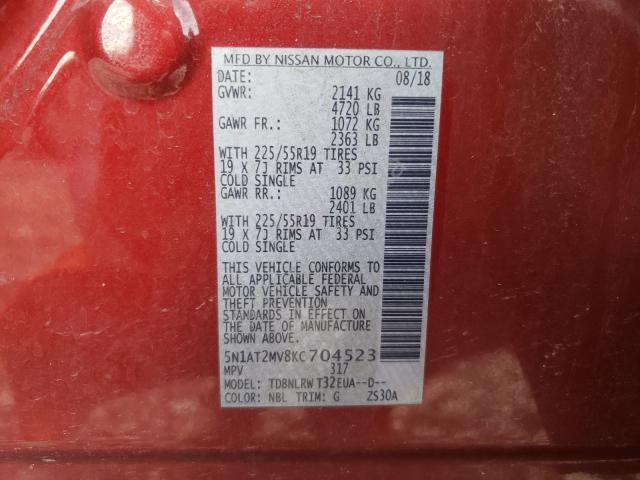 MFD BY NISSAN MOTOR CO., LTD.
DATE: 08/18
GVWR: 2141 KG
4720 LB
GAWR FR.: 1072 KG
2363 LB
WITH 225/55R19 TIRES
19 X 7J RIMS AT 33 PSI
COLD SINGLE
GAWR RR.: 1089 KG
2401 LB
WITH 225/55R19 TIRES
19 X 7J RIMS AT 33 PSI
COLD SINGLE
THIS VEHICLE CONFORMS TO
ALL APPLICABLE FEDERAL
MOTOR VEHICLE SAFETY AND
THEFT PREVENTION
STANDARDS IN EFFECT ON
THE DATE OF MANUFACTURE
SHOWN ABOVE.
5N1AT2MV8KC704523
MPV 317
MODEL: TDBNLRW T32EUA--D--
COLOR: NBL TRIM: G ZS30A